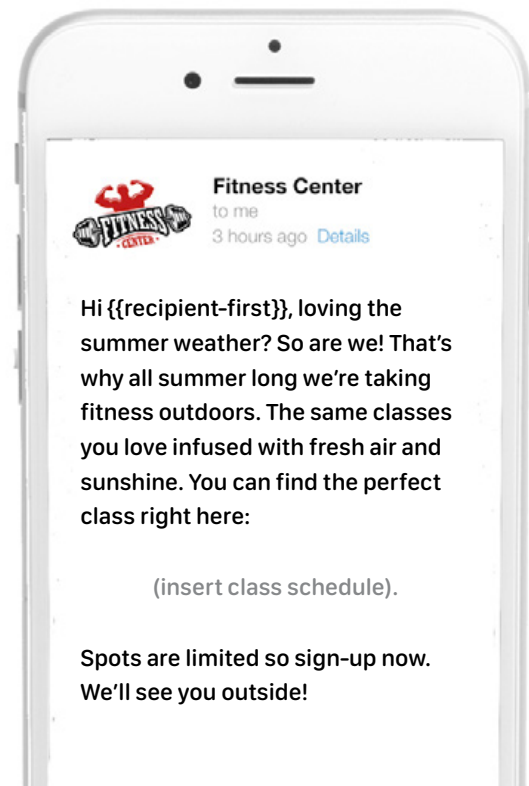 FITNESS
CENTER
Fitness Center
to me
3 hours ago Details
Hi {{recipient-first}}, loving the
summer weather? So are we! That’s
why all summer long we’re taking
fitness outdoors. The same classes
you love infused with fresh air and
sunshine. You can find the perfect
class right here:
(insert class schedule).
Spots are limited so sign-up now.
We’ll see you outside!